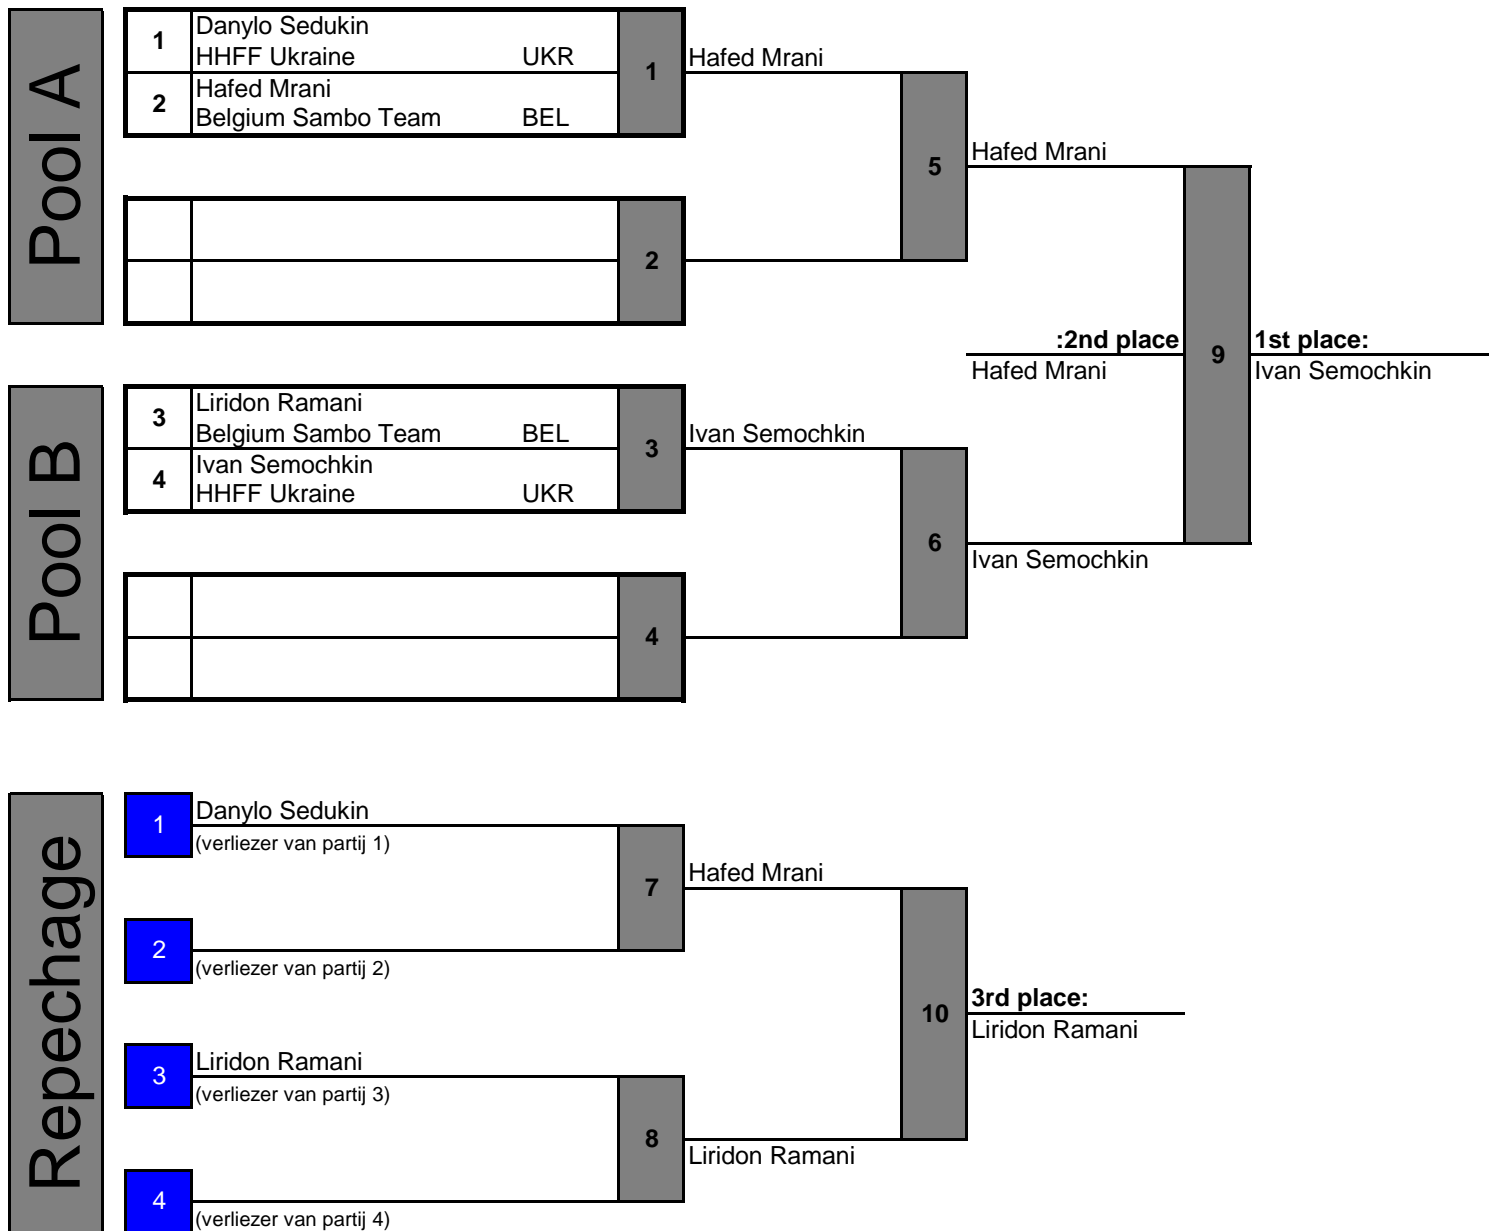 Pool A
1
Danylo Sedukin
HHFF Ukraine UKR
2
Hafed Mrani
Belgium Sambo Team BEL
1
Hafed Mrani
2
5
Hafed Mrani
Pool B
3
Liridon Ramani
Belgium Sambo Team BEL
4
Ivan Semochkin
HHFF Ukraine UKR
3
Ivan Semochkin
4
6
Ivan Semochkin
:2nd place
Hafed Mrani
9
1st place:
Ivan Semochkin
Repechage
1
Danylo Sedukin
(verliezer van partij 1)
2
(verliezer van partij 2)
7
Hafed Mrani
3
Liridon Ramani
(verliezer van partij 3)
4
(verliezer van partij 4)
8
Liridon Ramani
10
3rd place:
Liridon Ramani